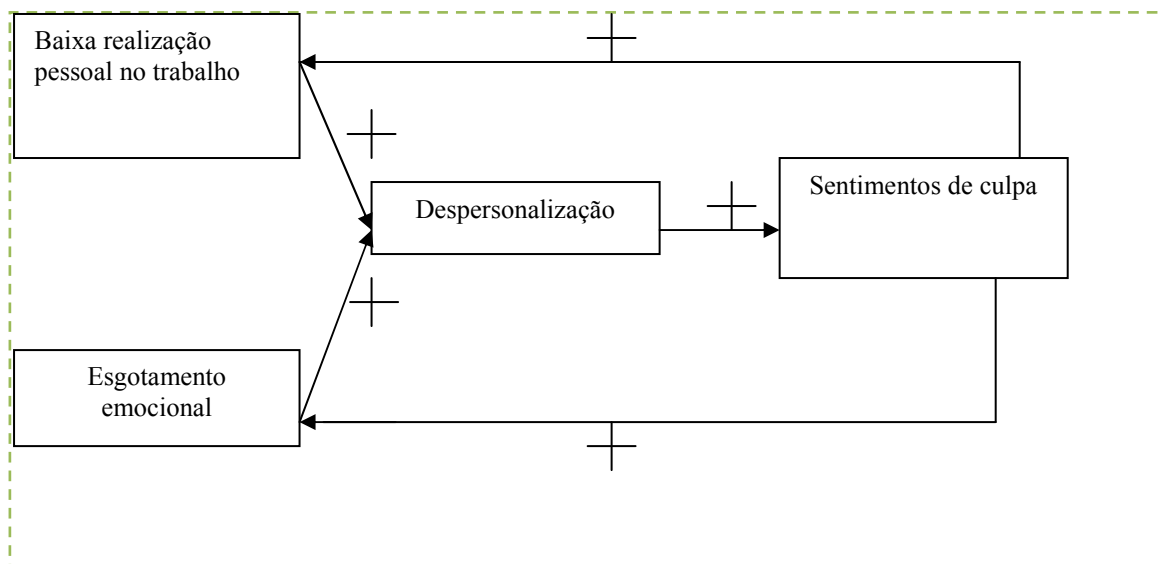 Baixa realização
pessoal no trabalho
Sentimentos de culpa
Despersonalização
Esgotamento
emocional